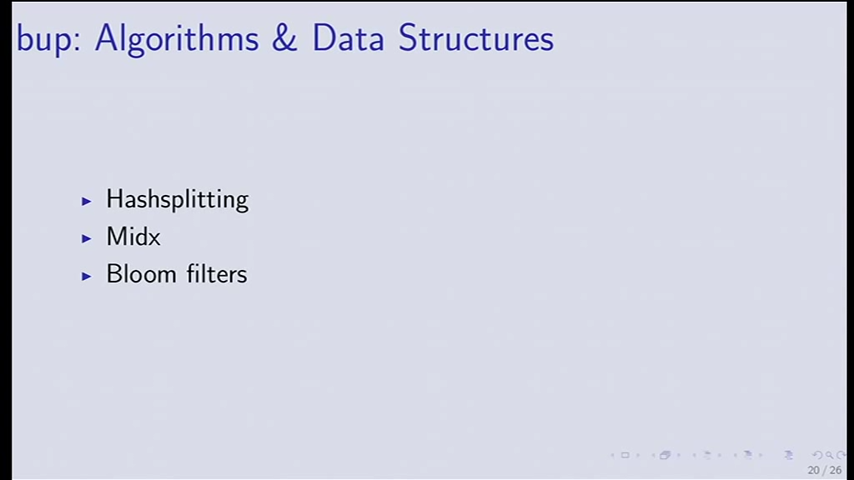 bup: Algorithms & Data Structures
Hashsplitting
Midx
Bloom filters
20 / 26